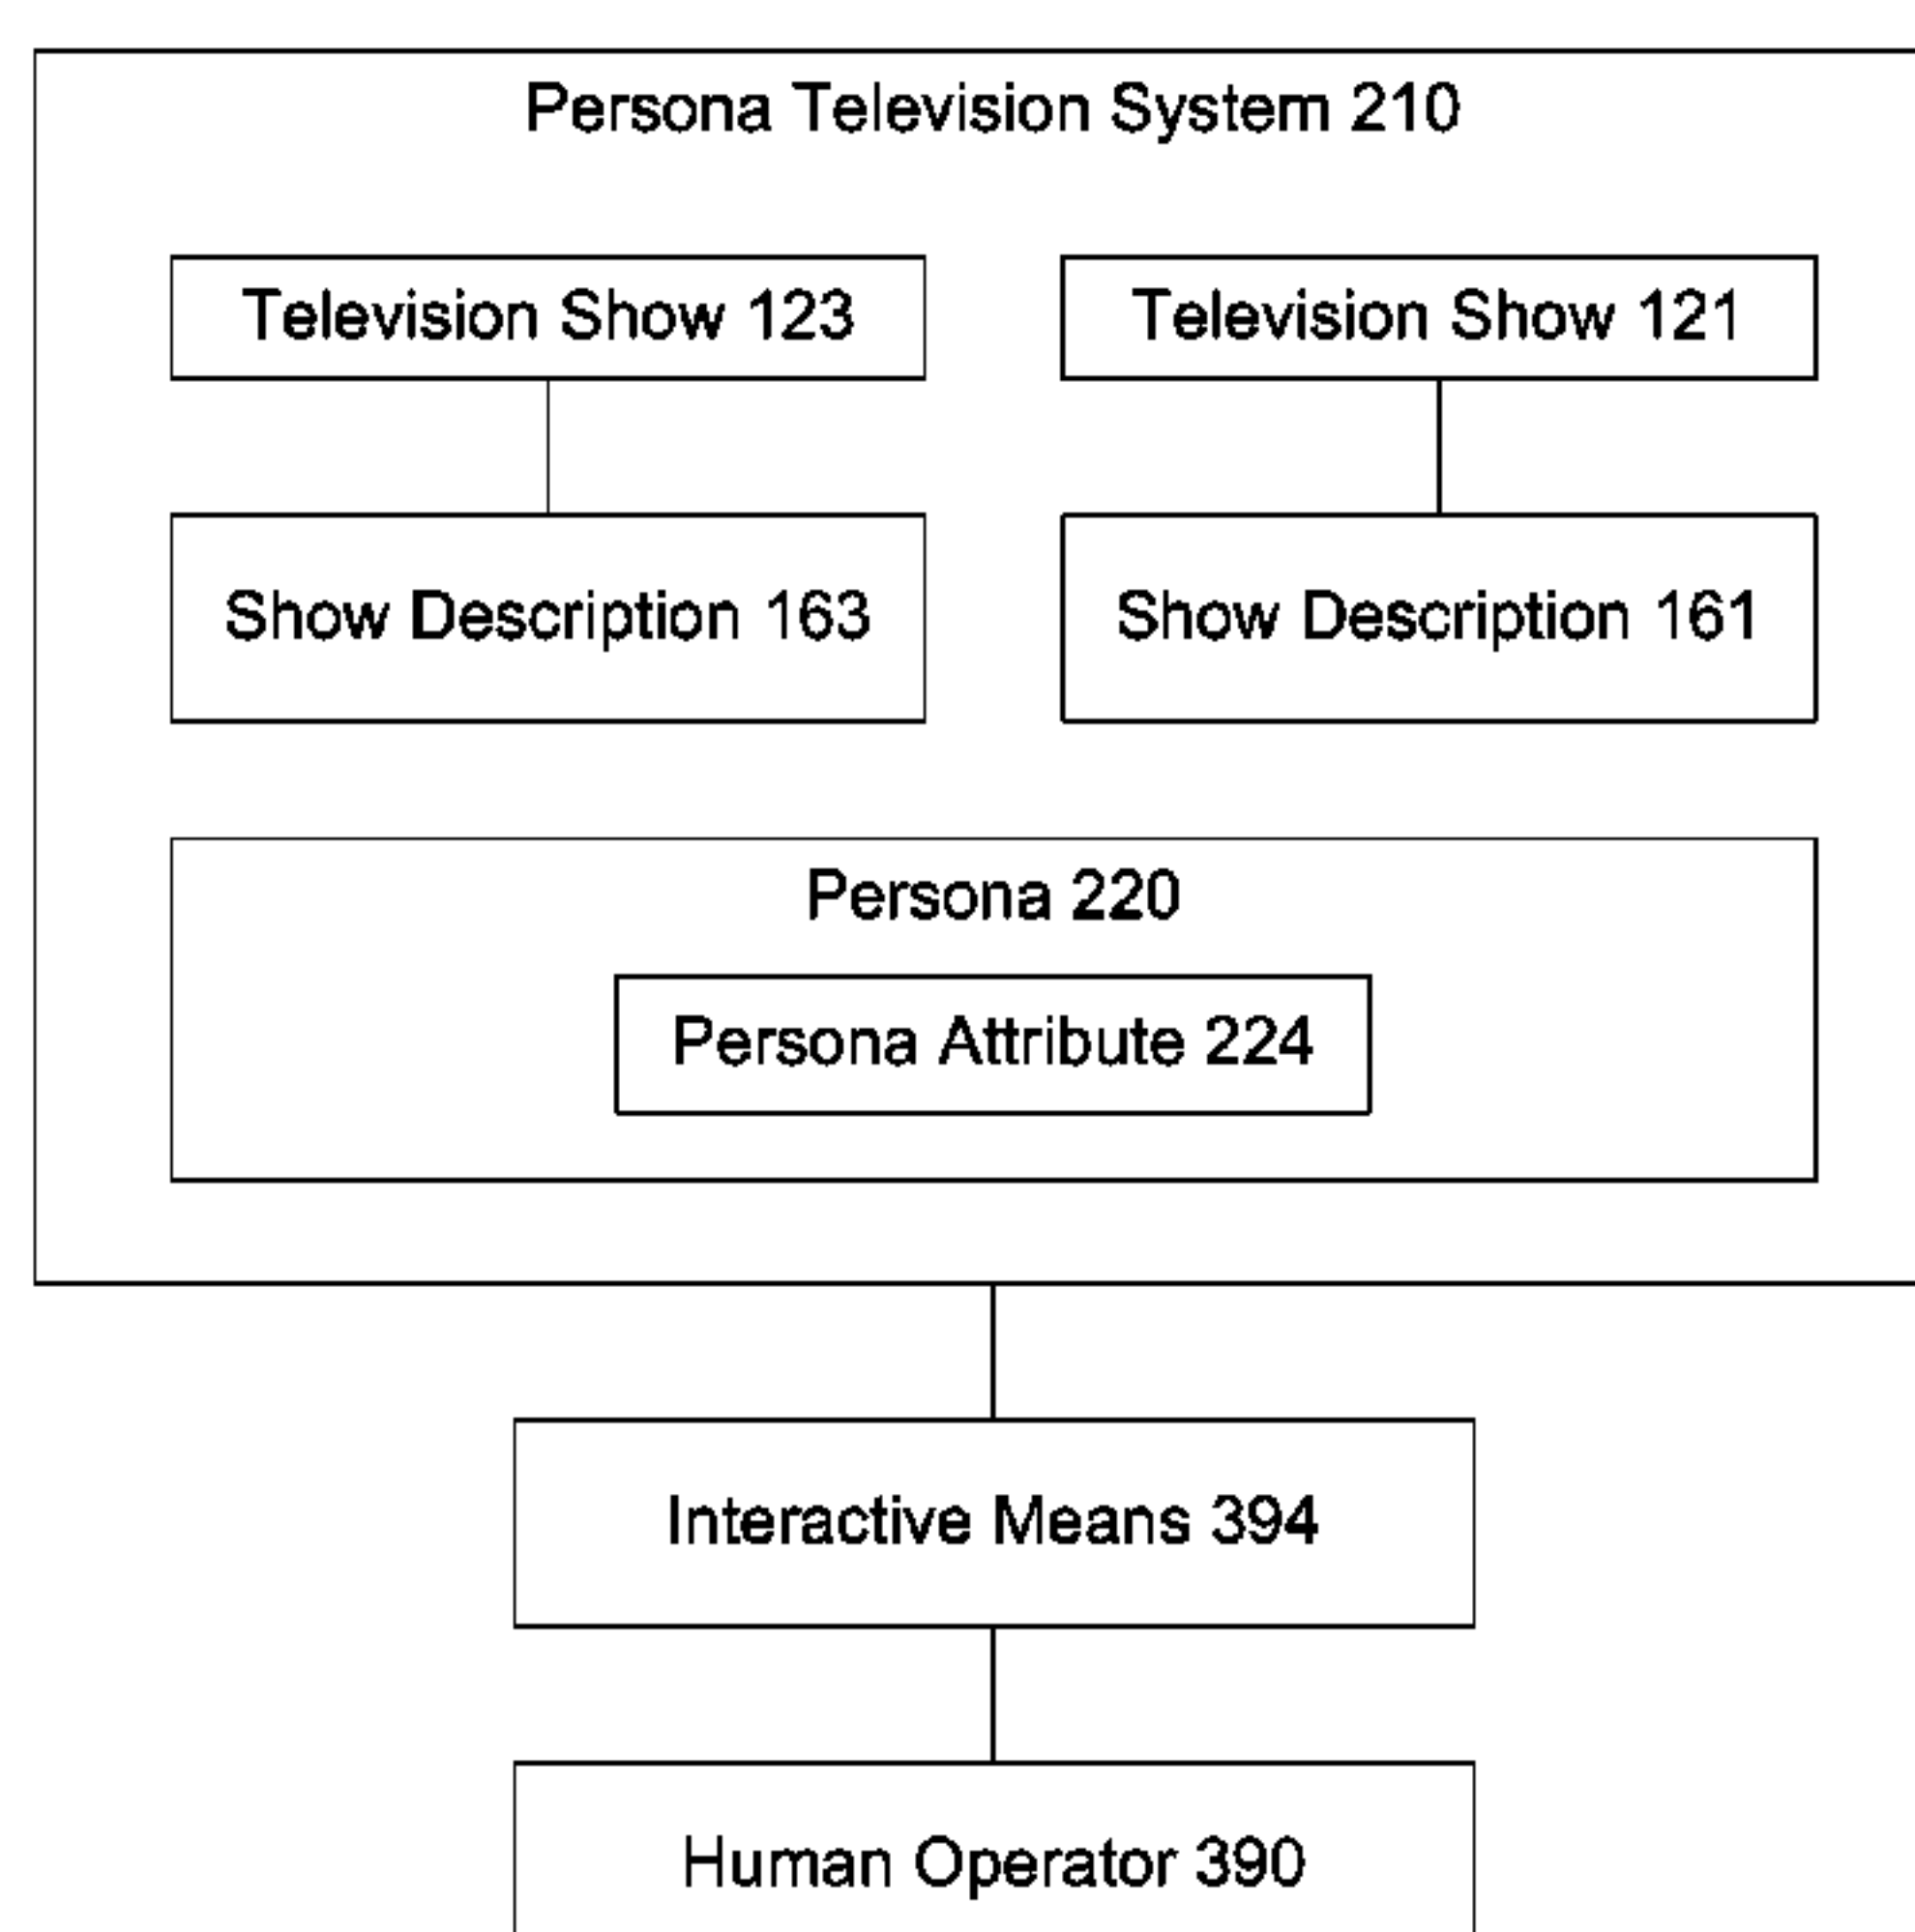 Persona Television System 210
Television Show 123
Television Show 121
Show Description 163
Show Description 161
Persona 220
Persona Attribute 224
Interactive Means 394
Human Operator 390